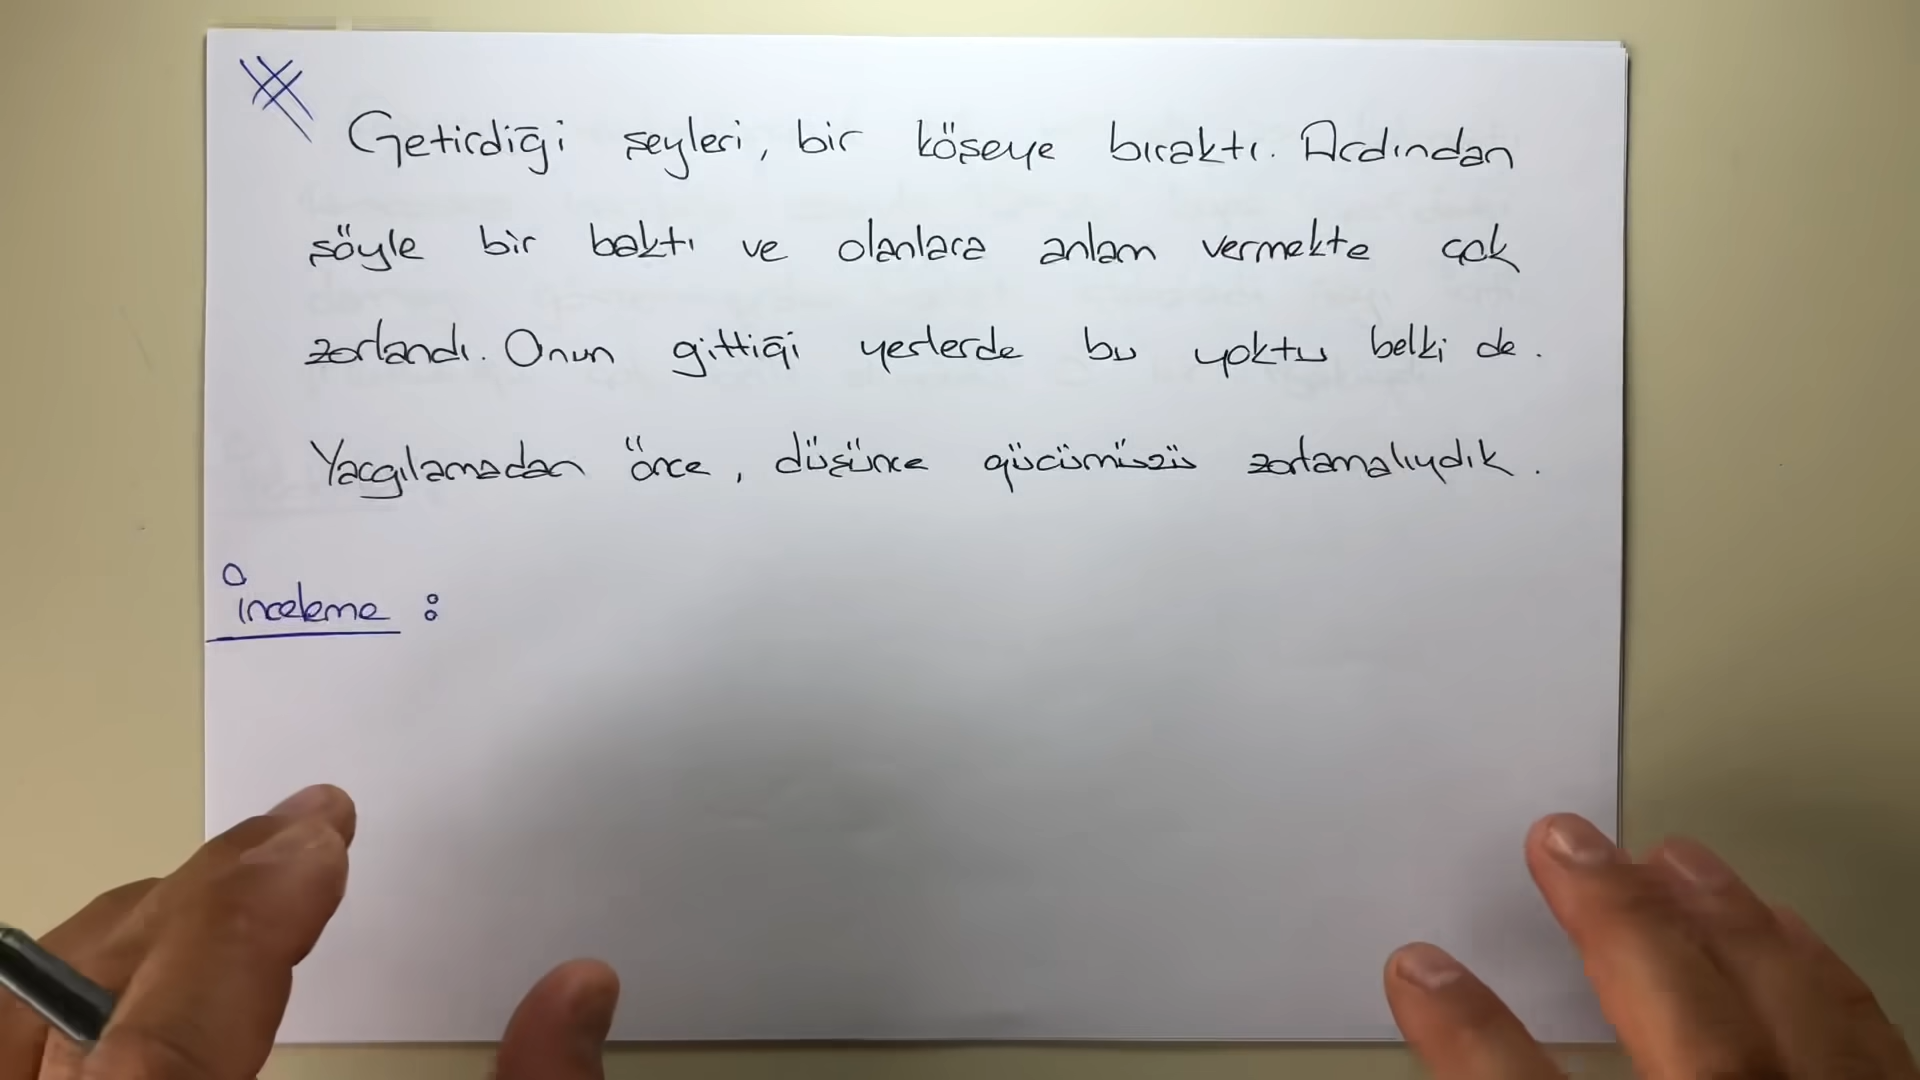 Getirdiği şeyleri, bir köşeye bıraktı. Ardından
şöyle bir baktı ve olanlara anlam vermekte çok
zorlandı. Onun gittiği yerlerde bu yoktu belki de.
Yargılamadan önce, düşünce gücümüzü zorlamalıydık.
İnceleme :